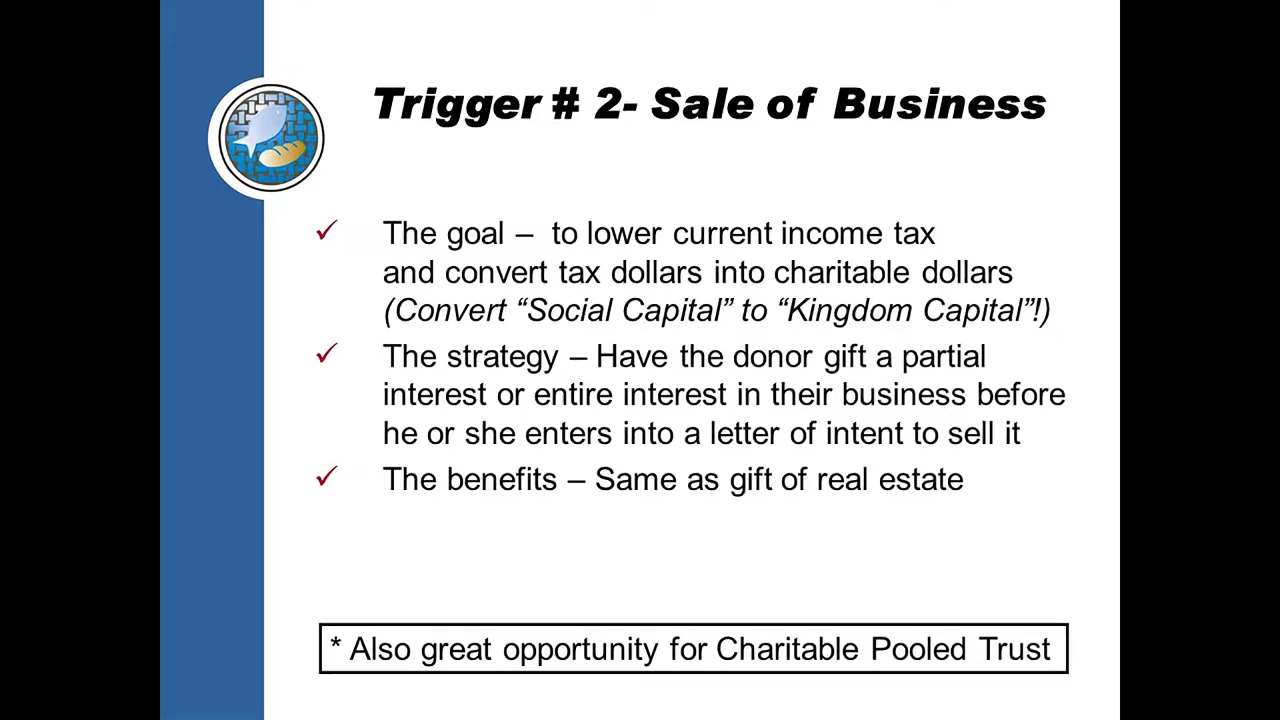 Trigger # 2- Sale of Business
✓ The goal – to lower current income tax
and convert tax dollars into charitable dollars
(Convert “Social Capital” to “Kingdom Capital”!)
✓ The strategy – Have the donor gift a partial
interest or entire interest in their business before
he or she enters into a letter of intent to sell it
✓ The benefits – Same as gift of real estate
* Also great opportunity for Charitable Pooled Trust